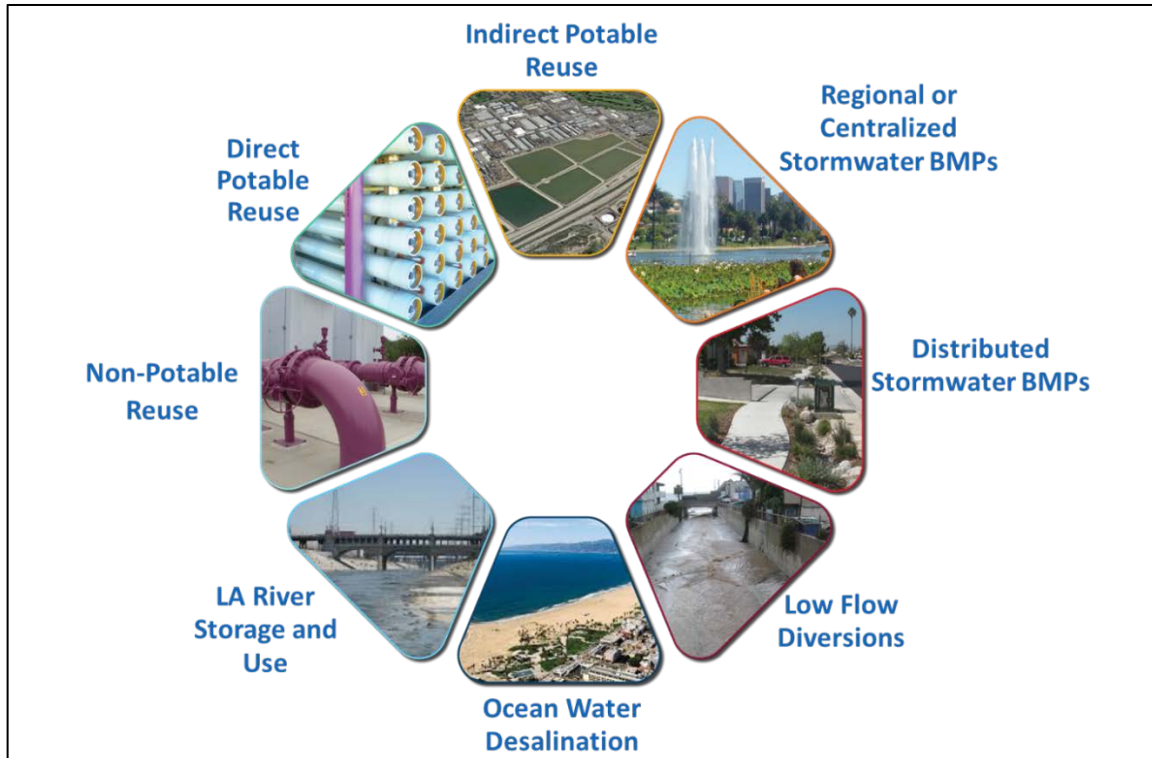 Indirect Potable
Reuse
Regional or
Centralized
Stormwater BMPs
Distributed
Stormwater BMPs
Low Flow
Diversions
Ocean Water
Desalination
LA River
Storage and
Use
Non-Potable
Reuse
Direct
Potable
Reuse